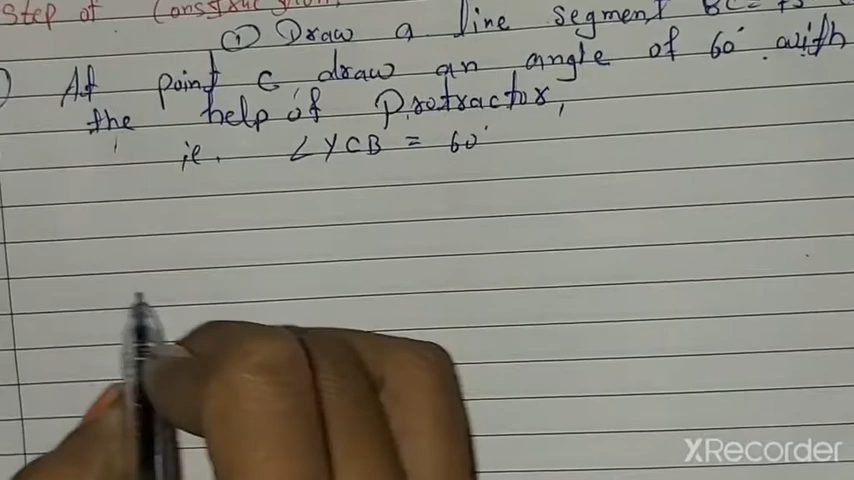 Step of Construction,
① Draw a line segment BC =
At point C draw an angle of 60° with
the help of Protractor,
ie. ∠YCB = 60°
XRecorder